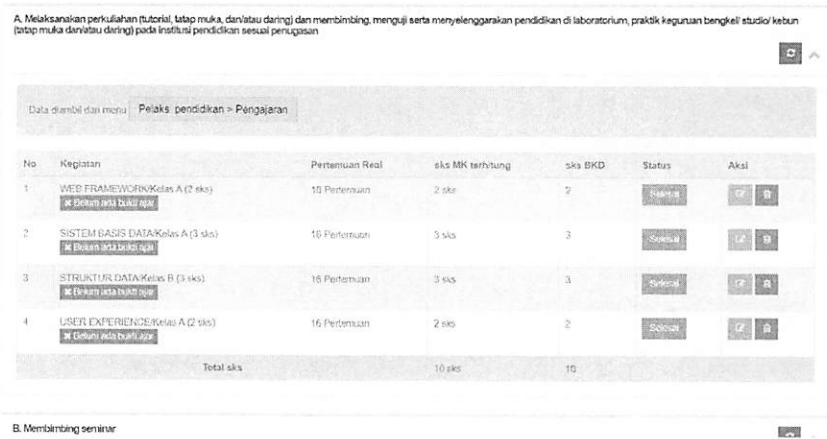 A. Melaksanakan perkuliahan (tutorial, tatap muka, dan/atau daring) dan membimbing, menguji serta menyelenggarakan pendidikan di laboratorium, praktik keguruan bengkel/ studio/ kebun
(tatap muka dan/atau daring) pada institusi pendidikan sesuai penugasan
Data diambil dari menu Pelaks. pendidikan > Pengajaran
No Kegiatan Pertemuan Real sks MK terhitung sks BKD Status Aksi
1 WEB FRAMEWORK/Kelas A (2 sks) 16 Pertemuan 2 sks 2 Selesai
✖ Belum ada bukti ajar
2 SISTEM BASIS DATA/Kelas A (3 sks) 16 Pertemuan 3 sks 3 Selesai
✖ Belum ada bukti ajar
3 STRUKTUR DATA/Kelas B (3 sks) 16 Pertemuan 3 sks 3 Selesai
✖ Belum ada bukti ajar
4 USER EXPERIENCE/Kelas A (2 sks) 16 Pertemuan 2 sks 2 Selesai
✖ Belum ada bukti ajar
Total sks 10 sks 10
B. Membimbing seminar